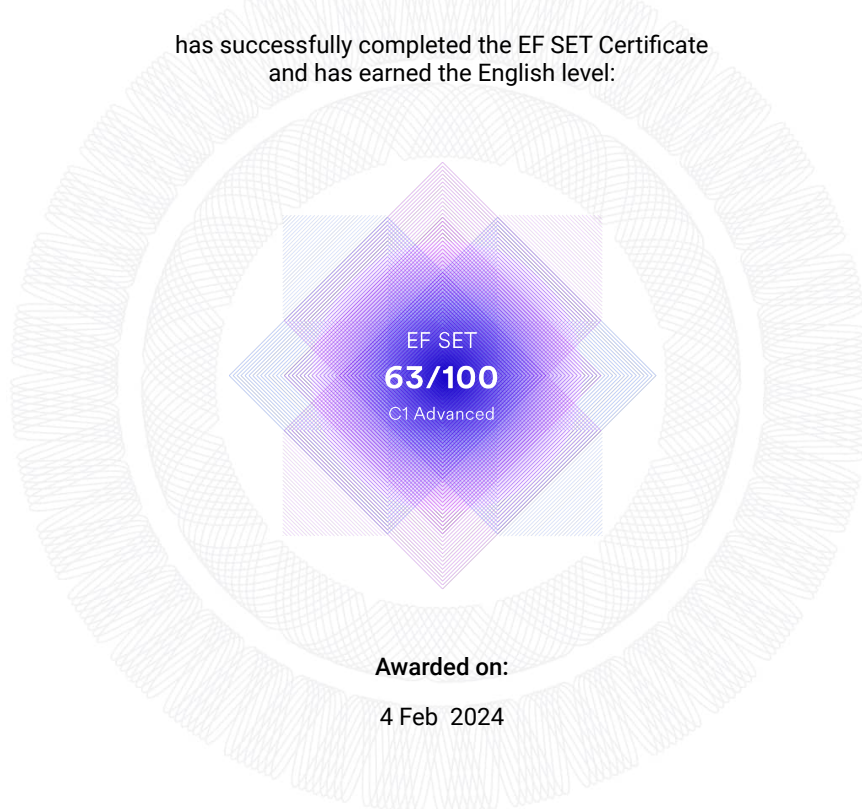 has successfully completed the EF SET Certificate
and has earned the English level:
EF SET
63/100
C1 Advanced
Awarded on:
4 Feb 2024